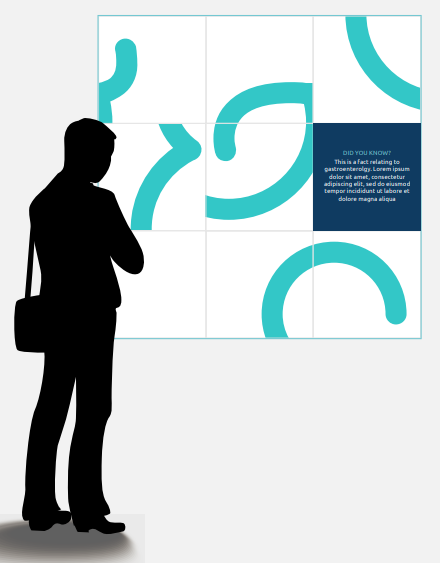 DID YOU KNOW?
This is a fact relating to
gastroenterolgy. Lorem ipsum
dolor sit amet, consectetur
adipiscing elit, sed do eiusmod
tempor incididunt ut labore et
dolore magna aliqua